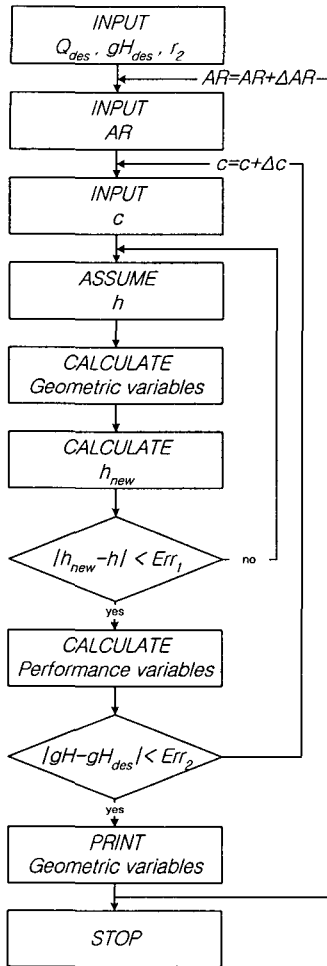 INPUT
Q_des, gH_des, r_2
AR=AR+ΔAR
INPUT
AR
c=c+Δc
INPUT
c
ASSUME
h
CALCULATE
Geometric variables
CALCULATE
h_new
|h_new-h| < Err_1
no
yes
CALCULATE
Performance variables
|gH-gH_des| < Err_2
yes
PRINT
Geometric variables
STOP